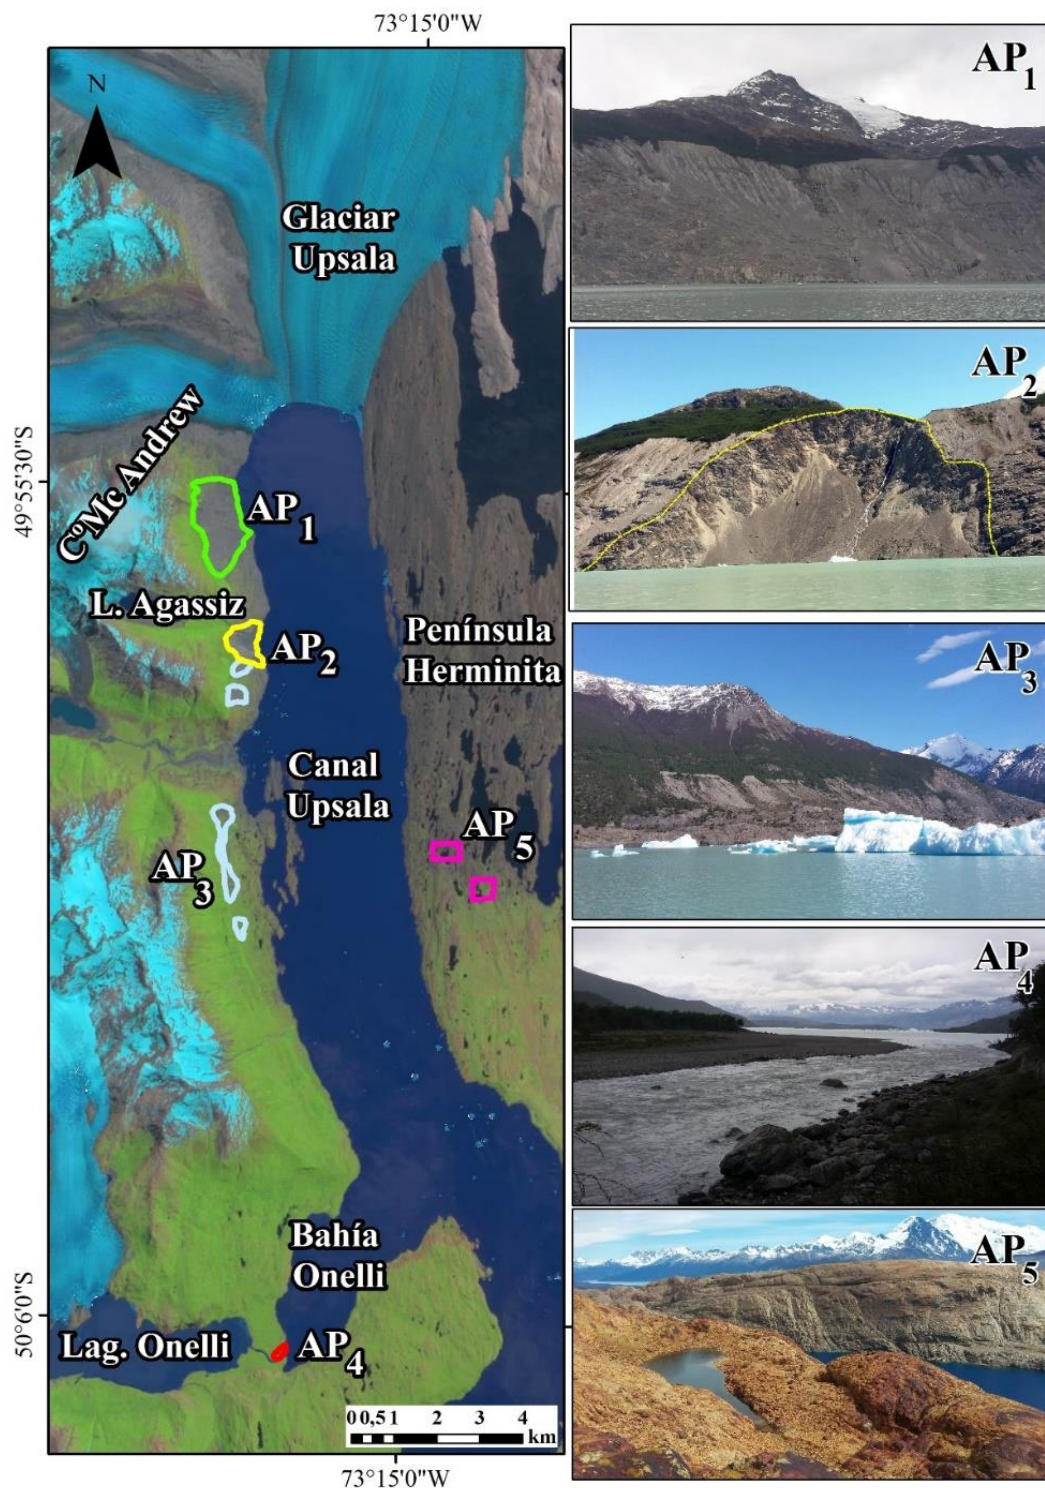 73°15'0"W
N
Glaciar
Upsala
49°55'30"S
CºMc Andrew
AP1
L. Agassiz
AP2
Península
Herminita
Canal
Upsala
AP5
AP3
Bahía
Onelli
50°6'0"S
Lag. Onelli
AP4
0 0,5 1 2 3 4
km
73°15'0"W
AP1
AP2
AP3
AP4
AP5